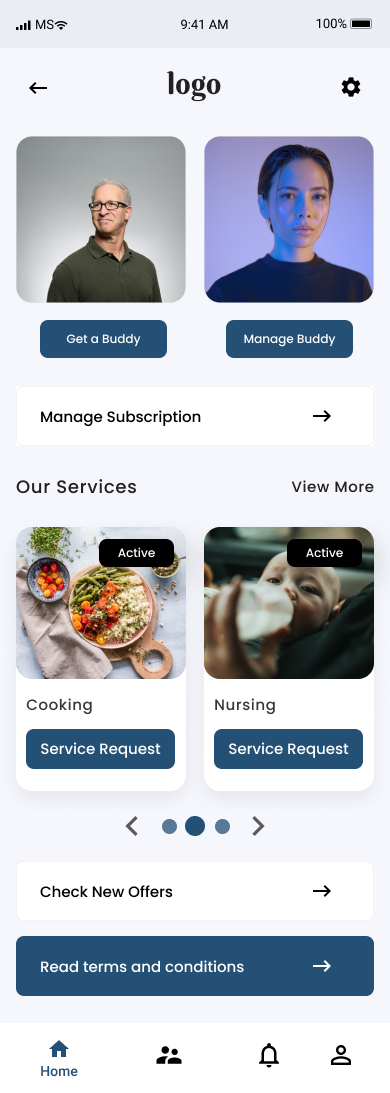 MS 9:41 AM 100%
logo
Get a Buddy Manage Buddy
Manage Subscription
Our Services View More
Active Active
Cooking Nursing
Service Request Service Request
Check New Offers
Read terms and conditions
Home